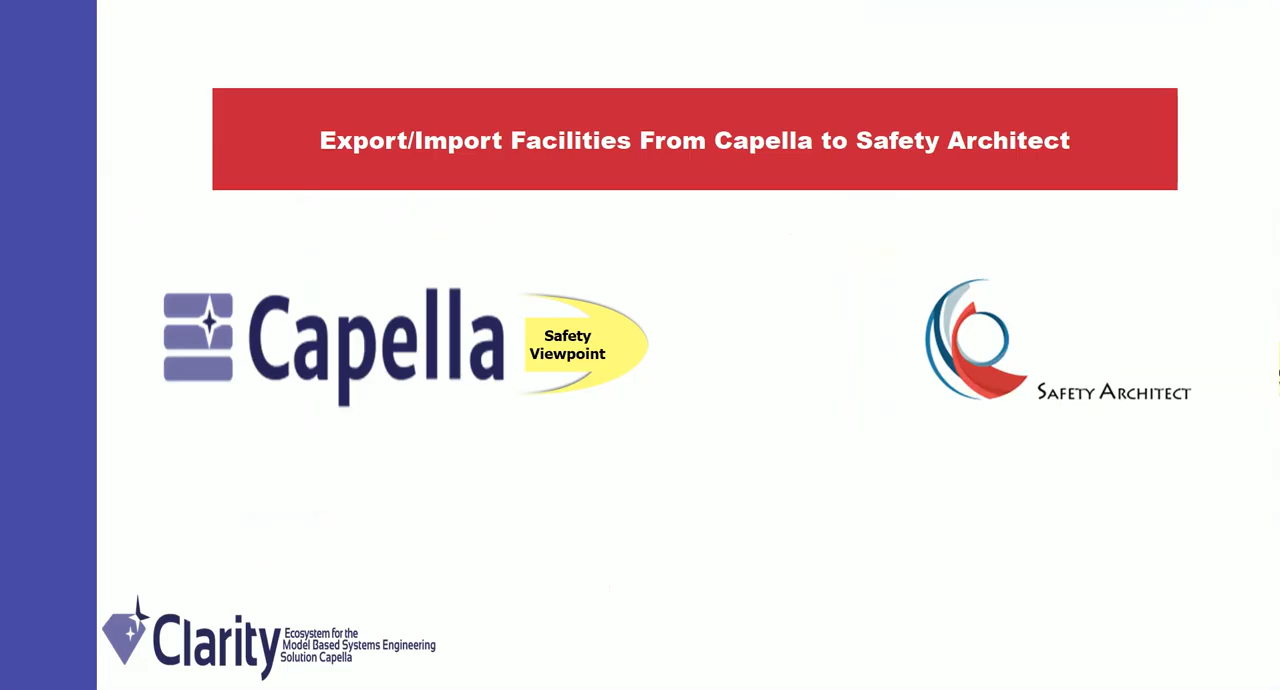 Export/Import Facilities From Capella to Safety Architect
Capella
Safety
Viewpoint
SAFETY ARCHITECT
Clarity
Ecosystem for the
Model Based Systems Engineering
Solution Capella